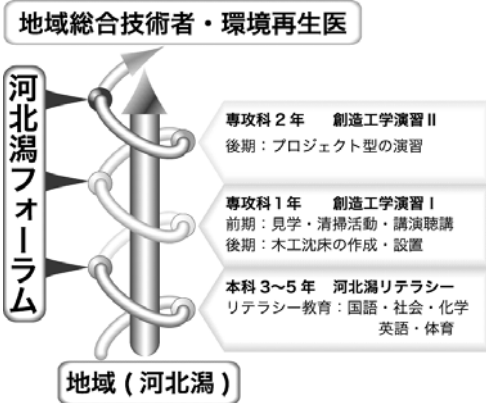 地域総合技術者・環境再生医
河北潟フォーラム
専攻科2年　創造工学演習Ⅱ
後期：プロジェクト型の演習
専攻科1年　創造工学演習Ⅰ
前期：見学・清掃活動・講演聴講
後期：木工沈床の作成・設置
本科3〜5年　河北潟リテラシー
リテラシー教育：国語・社会・化学
英語・体育
地域(河北潟)